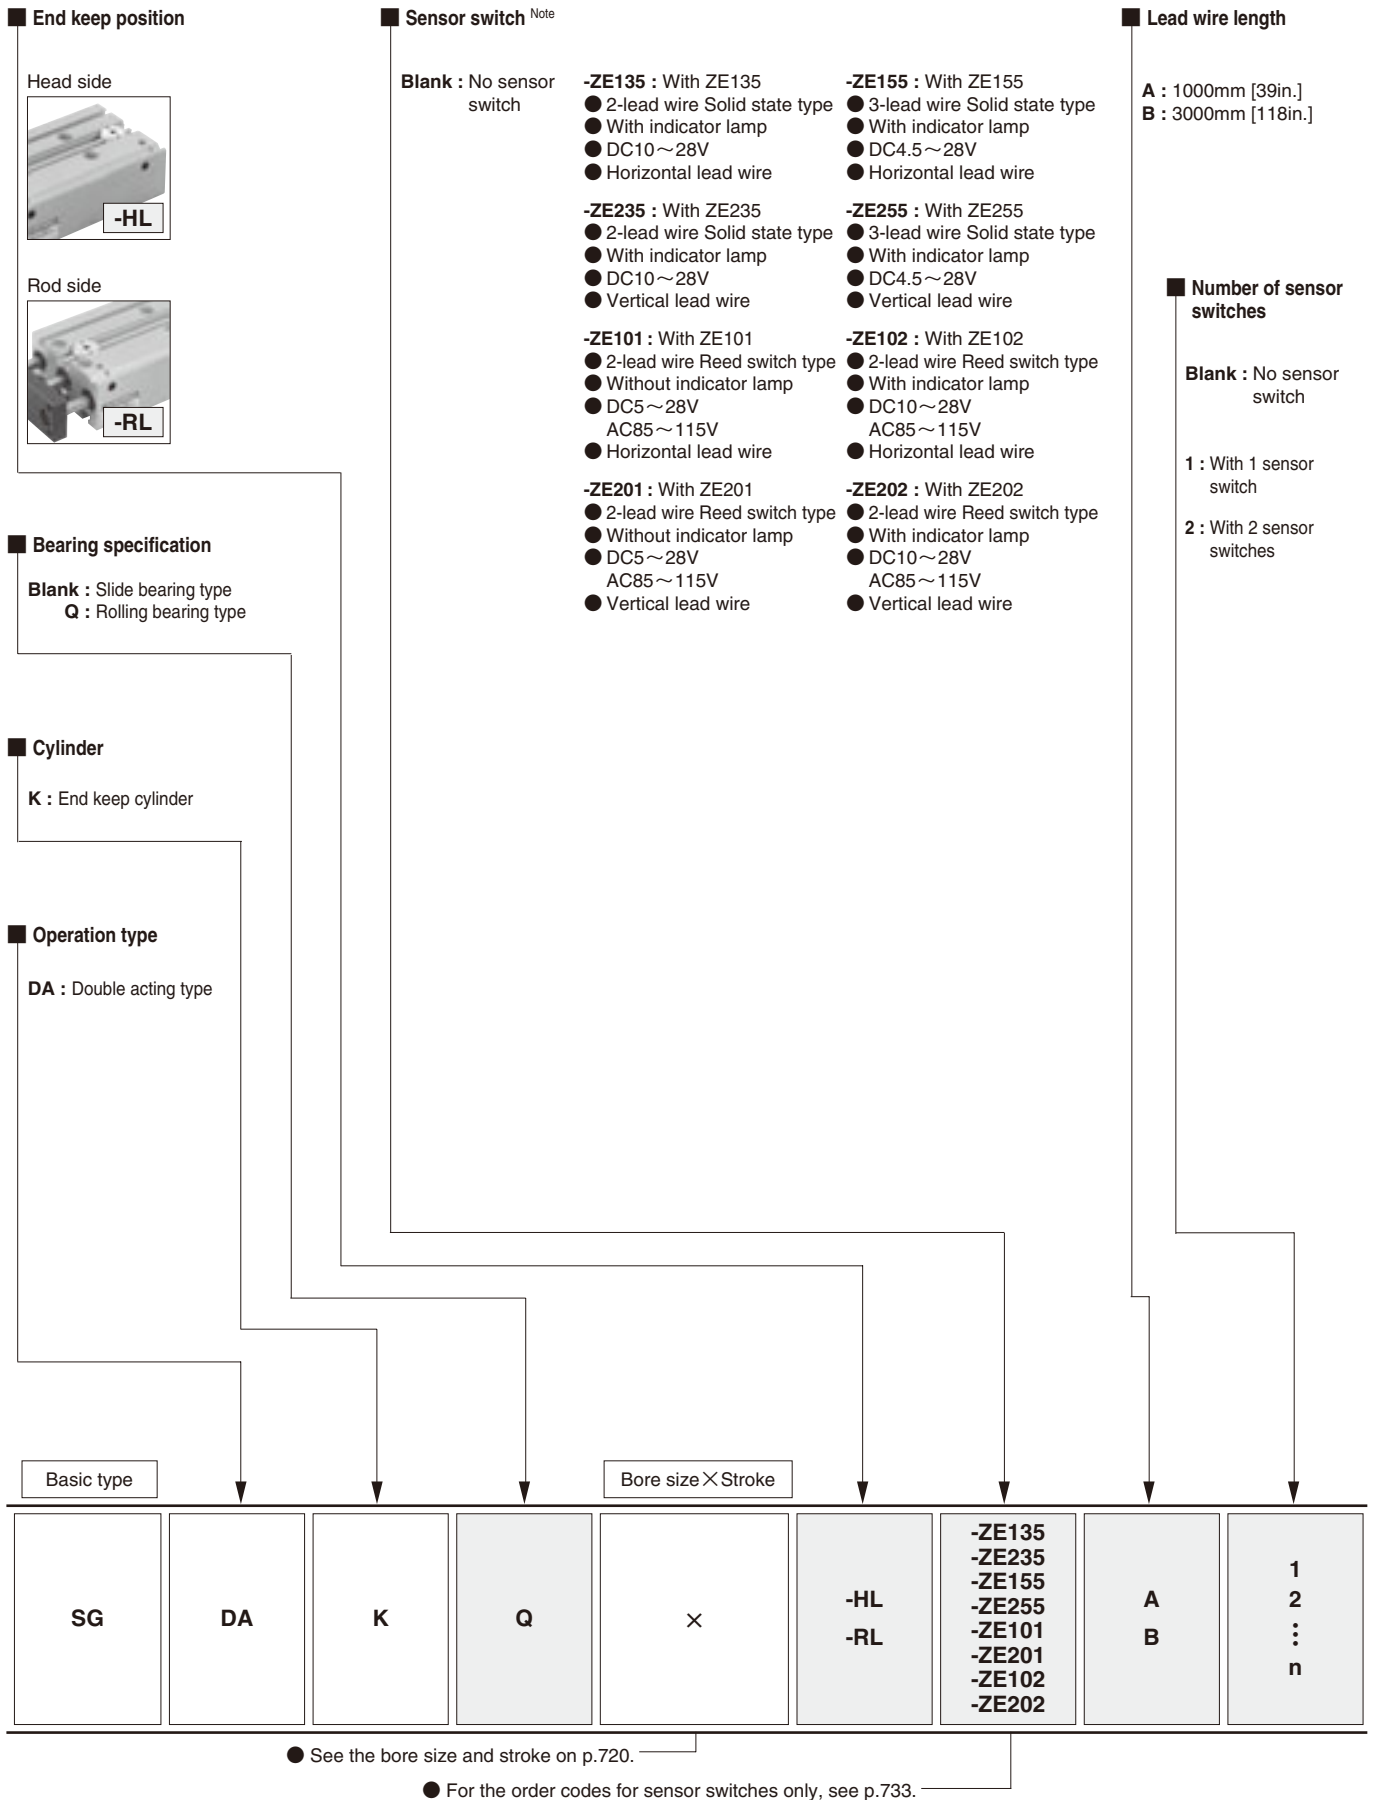 ■ End keep position
Head side
-HL
Rod side
-RL
■ Bearing specification
Blank : Slide bearing type
Q : Rolling bearing type
■ Cylinder
K : End keep cylinder
■ Operation type
DA : Double acting type
■ Sensor switch Note
Blank : No sensor
switch
-ZE135 : With ZE135
● 2-lead wire Solid state type
● With indicator lamp
● DC10～28V
● Horizontal lead wire
-ZE235 : With ZE235
● 2-lead wire Solid state type
● With indicator lamp
● DC10～28V
● Vertical lead wire
-ZE101 : With ZE101
● 2-lead wire Reed switch type
● Without indicator lamp
● DC5～28V
AC85～115V
● Horizontal lead wire
-ZE201 : With ZE201
● 2-lead wire Reed switch type
● Without indicator lamp
● DC5～28V
AC85～115V
● Vertical lead wire
-ZE155 : With ZE155
● 3-lead wire Solid state type
● With indicator lamp
● DC4.5～28V
● Horizontal lead wire
-ZE255 : With ZE255
● 3-lead wire Solid state type
● With indicator lamp
● DC4.5～28V
● Vertical lead wire
-ZE102 : With ZE102
● 2-lead wire Reed switch type
● With indicator lamp
● DC10～28V
AC85～115V
● Horizontal lead wire
-ZE202 : With ZE202
● 2-lead wire Reed switch type
● With indicator lamp
● DC10～28V
AC85～115V
● Vertical lead wire
■ Lead wire length
A : 1000mm [39in.]
B : 3000mm [118in.]
■ Number of sensor
switches
Blank : No sensor
switch
1 : With 1 sensor
switch
2 : With 2 sensor
switches
Basic type
Bore size×Stroke
SG
DA
K
Q
×
-HL
-RL
-ZE135
-ZE235
-ZE155
-ZE255
-ZE101
-ZE201
-ZE102
-ZE202
A
B
1
2
⋮
n
● See the bore size and stroke on p.720.
● For the order codes for sensor switches only, see p.733.